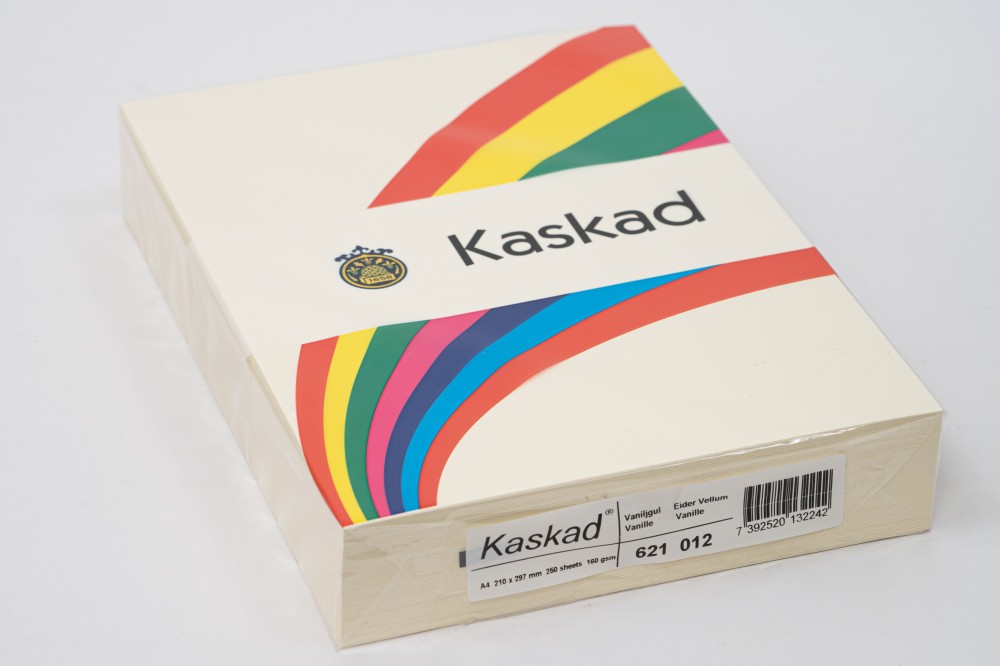 Kaskad
1658
Kaskad®
A4 210 x 297 mm 250 sheets 160 gsm
Vaniljgul Eider Vellum
Vanille Vanille
621 012
7 392520 132242